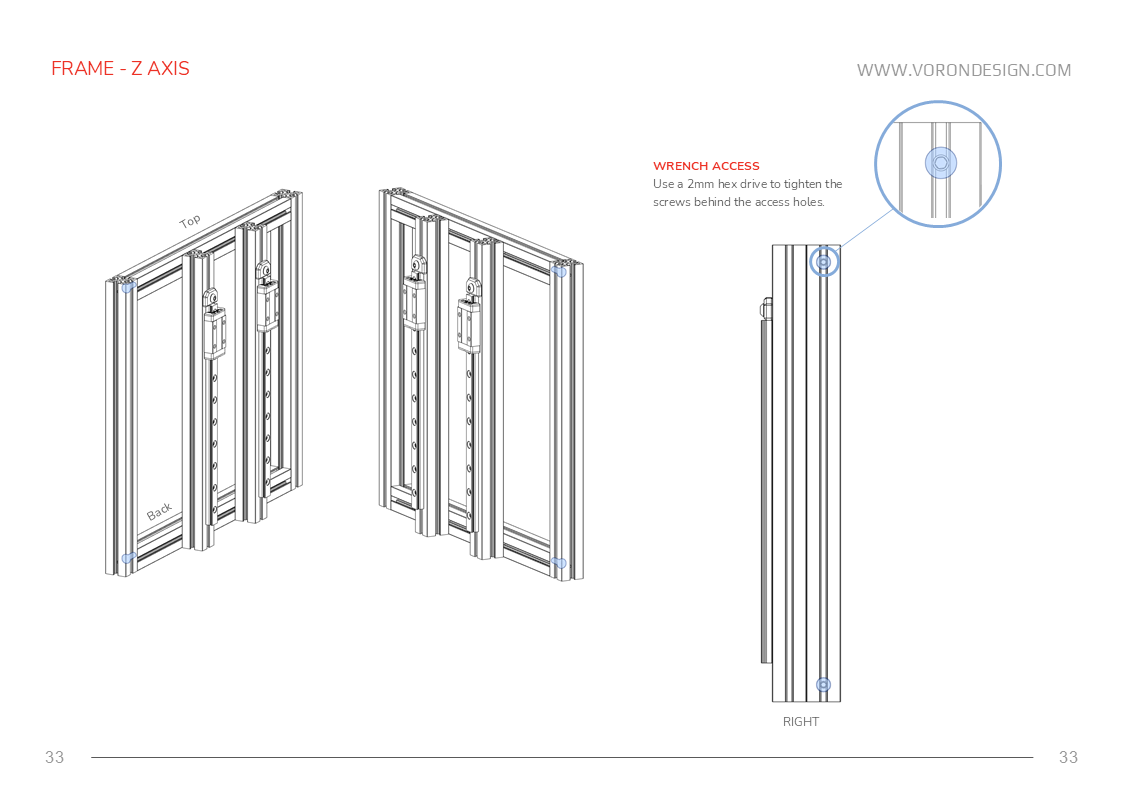 FRAME - Z AXIS
WWW.VORONDESIGN.COM
WRENCH ACCESS
Use a 2mm hex drive to tighten the
screws behind the access holes.
Top
Back
RIGHT
33
33